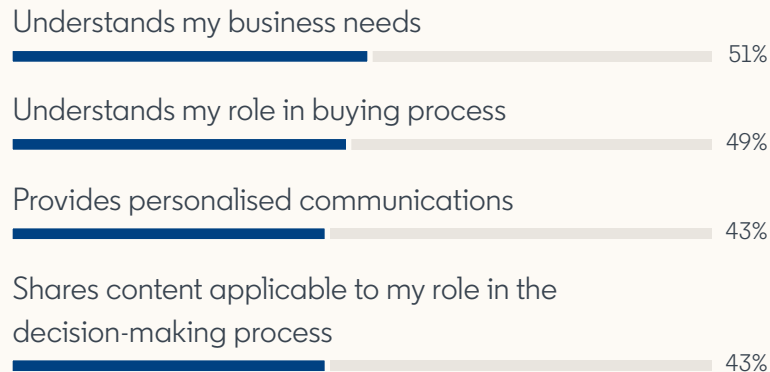 Understands my business needs
51%
Understands my role in buying process
49%
Provides personalised communications
43%
Shares content applicable to my role in the
decision-making process
43%